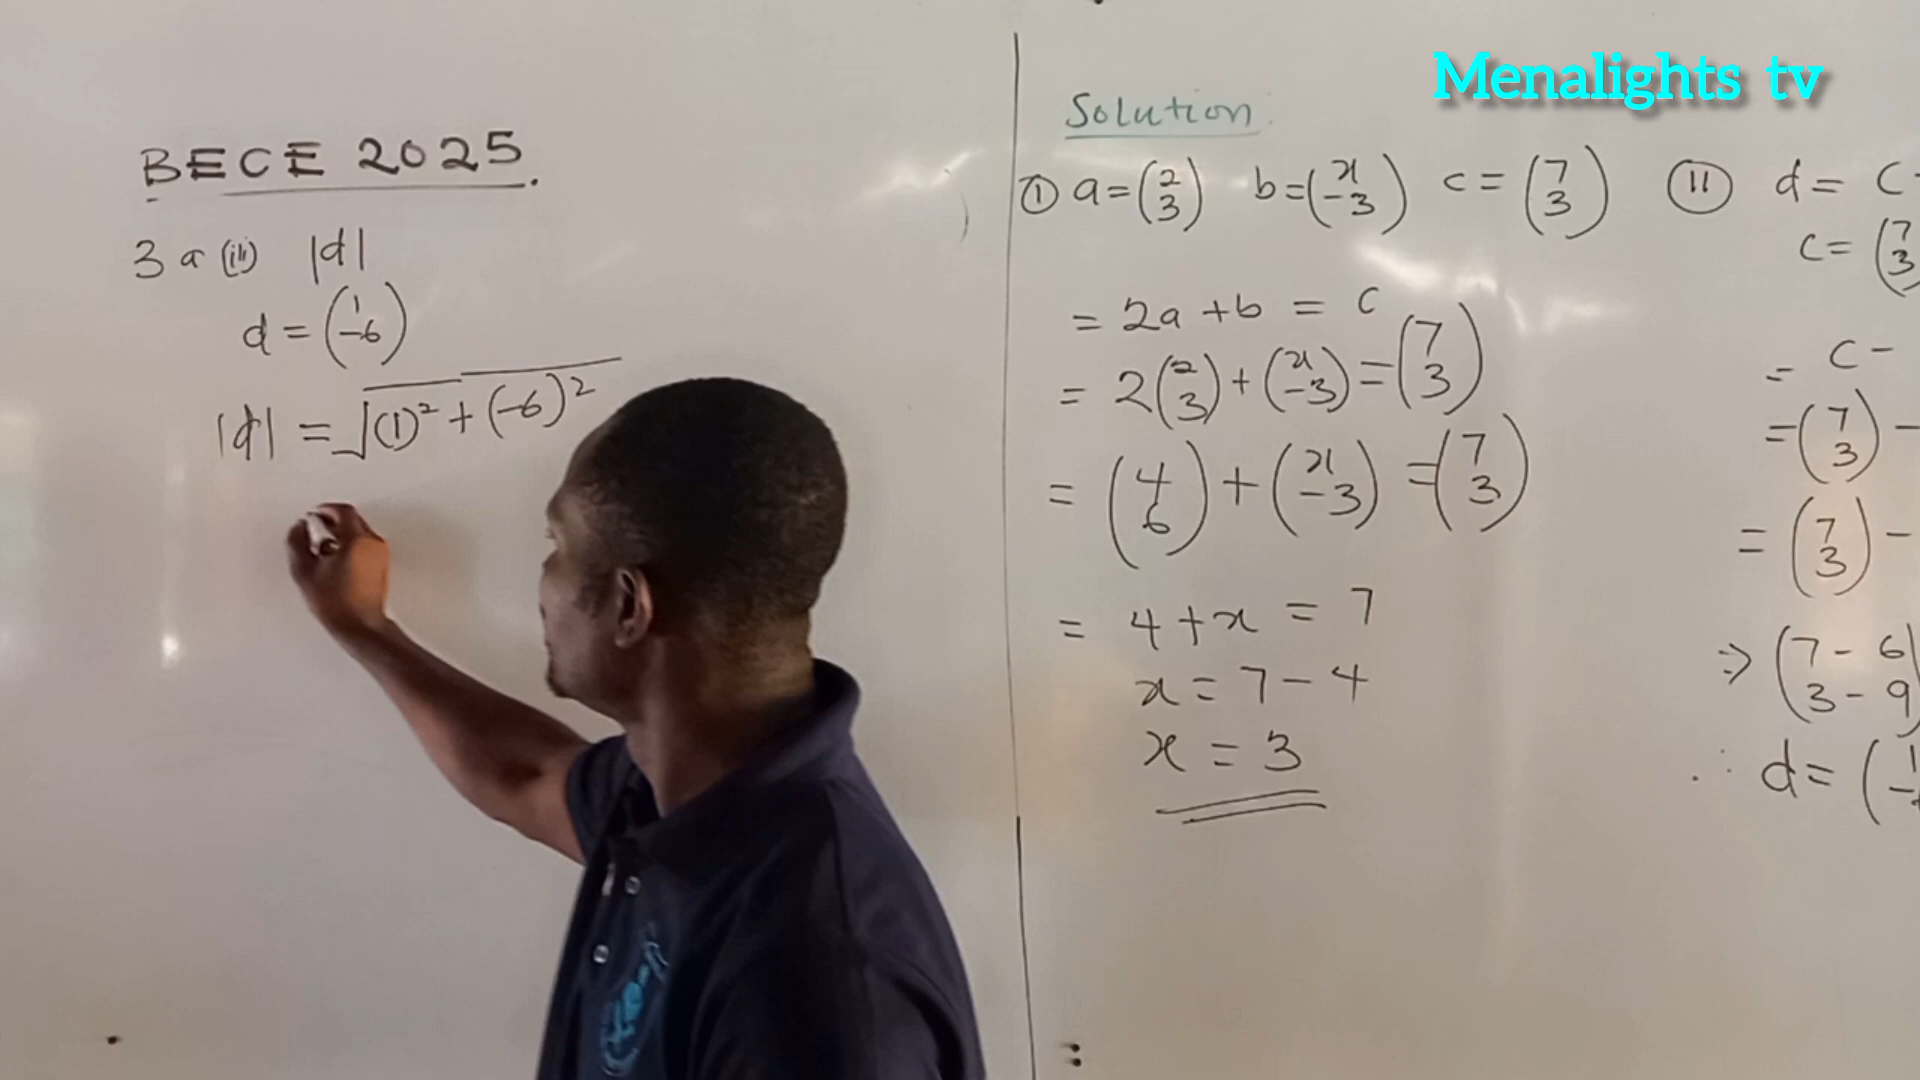 Menalights tv
BECE 2025.
3 a (iii) |d|
d = (1 -6)
|d| = √(1)² + (-6)²
Solution:
(I) a = (2 3) b = (x -3) c = (7 3)
= 2a + b = c
= 2(2 3) + (x -3) = (7 3)
= (4 6) + (x -3) = (7 3)
= 4 + x = 7
x = 7 - 4
x = 3
(II) d = c -
c = (7 3
= c -
= (7 3) -
= (7 3) -
⇒ (7 - 6 3 - 9)
∴ d = (1 -